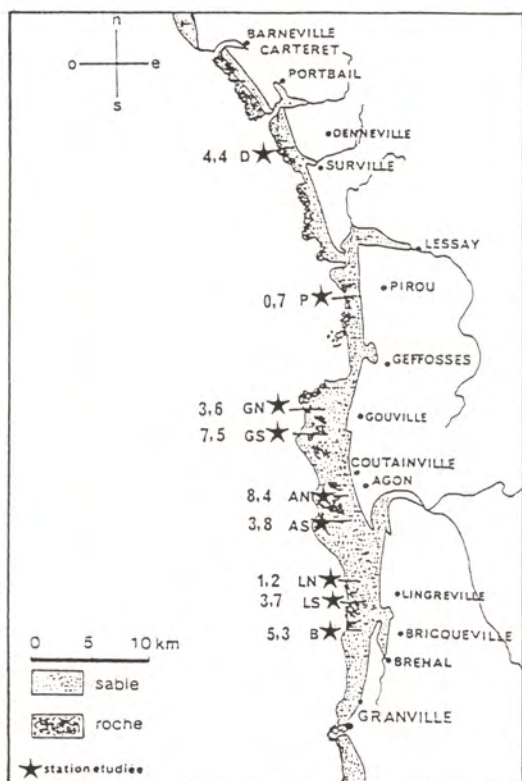 n
BARNEVILLE
CARTERET
o e
PORTBAIL
s
DENNEVILLE
4,4 D
SURVILLE
LESSAY
PIROU
0,7 P
GEFFOSSES
3,6 GN
GOUVILLE
7,5 GS
COUTAINVILLE
AGON
8,4 AN
3,8 AS
1,2 LN
LINGREVILLE
3,7 LS
5,3 B
BRICQUEVILLE
0 5 10 km
BREHAL
sable
GRANVILLE
roche
station etudiée